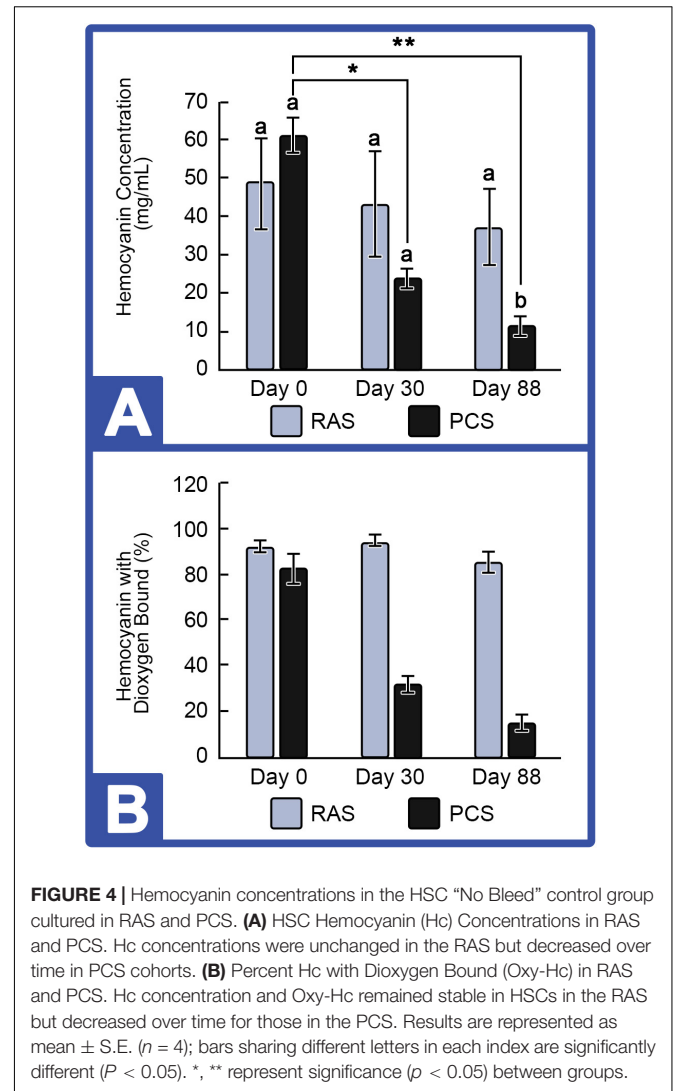 **
*
Hemocyanin Concentration
(mg/mL)
70
60
50
40
30
20
10
0
a
a
a
a
a
b
Day 0
Day 30
Day 88
A
RAS
PCS
Hemocyanin with
Dioxygen Bound (%)
120
100
80
60
40
20
0
Day 0
Day 30
Day 88
B
RAS
PCS
FIGURE 4 | Hemocyanin concentrations in the HSC “No Bleed” control group
cultured in RAS and PCS. (A) HSC Hemocyanin (Hc) Concentrations in RAS
and PCS. Hc concentrations were unchanged in the RAS but decreased over
time in PCS cohorts. (B) Percent Hc with Dioxygen Bound (Oxy-Hc) in RAS
and PCS. Hc concentration and Oxy-Hc remained stable in HSCs in the RAS
but decreased over time for those in the PCS. Results are represented as
mean ± S.E. (n = 4); bars sharing different letters in each index are significantly
different (P < 0.05). *, ** represent significance (p < 0.05) between groups.